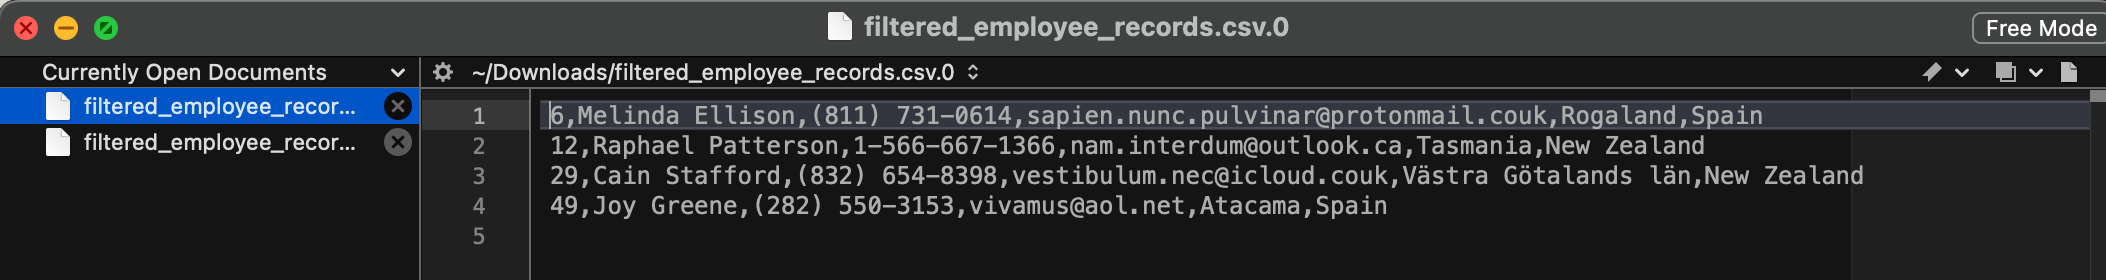 filtered_employee_records.csv.0
Free Mode
Currently Open Documents
~/Downloads/filtered_employee_records.csv.0
filtered_employee_recor...
filtered_employee_recor...
1 6,Melinda Ellison,(811) 731-0614,sapien.nunc.pulvinar@protonmail.couk,Rogaland,Spain
2 12,Raphael Patterson,1-566-667-1366,nam.interdum@outlook.ca,Tasmania,New Zealand
3 29,Cain Stafford,(832) 654-8398,vestibulum.nec@icloud.couk,Västra Götalands län,New Zealand
4 49,Joy Greene,(282) 550-3153,vivamus@aol.net,Atacama,Spain
5